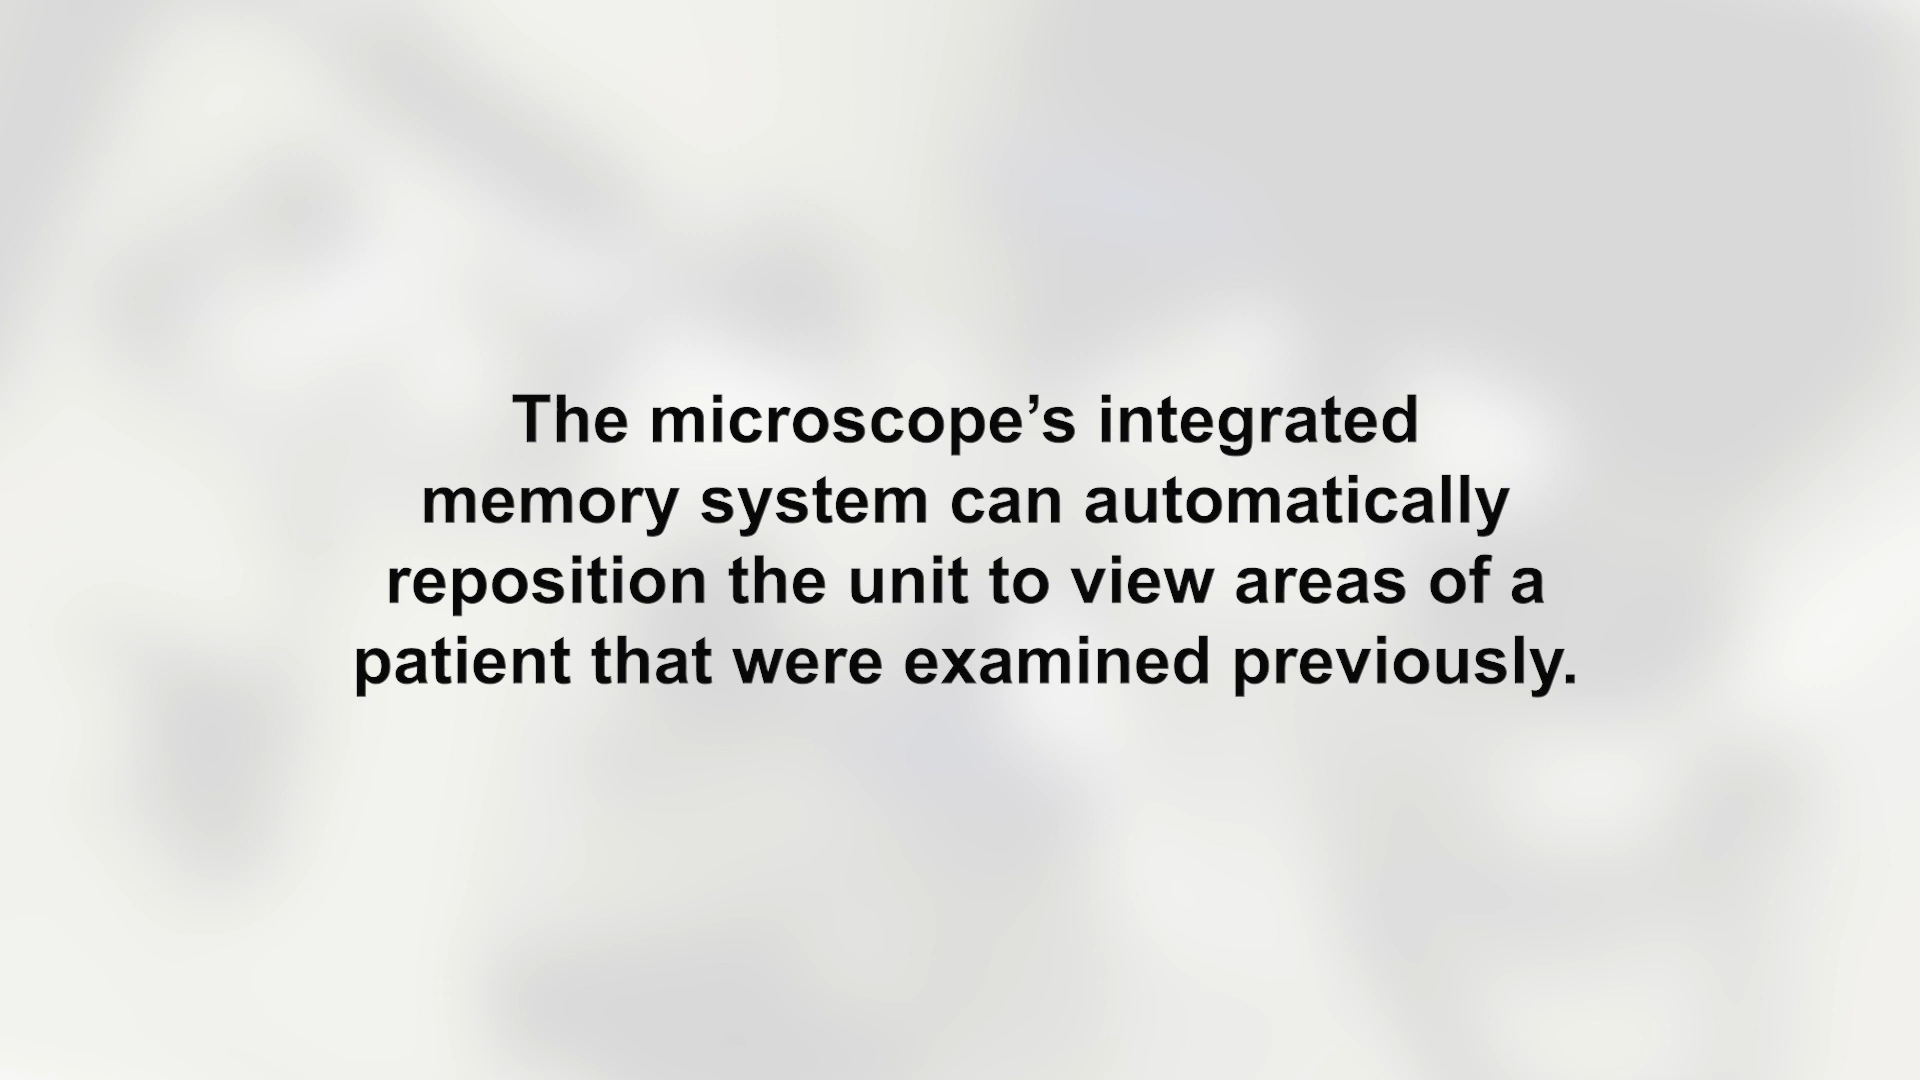 The microscope’s integrated
memory system can automatically
reposition the unit to view areas of a
patient that were examined previously.